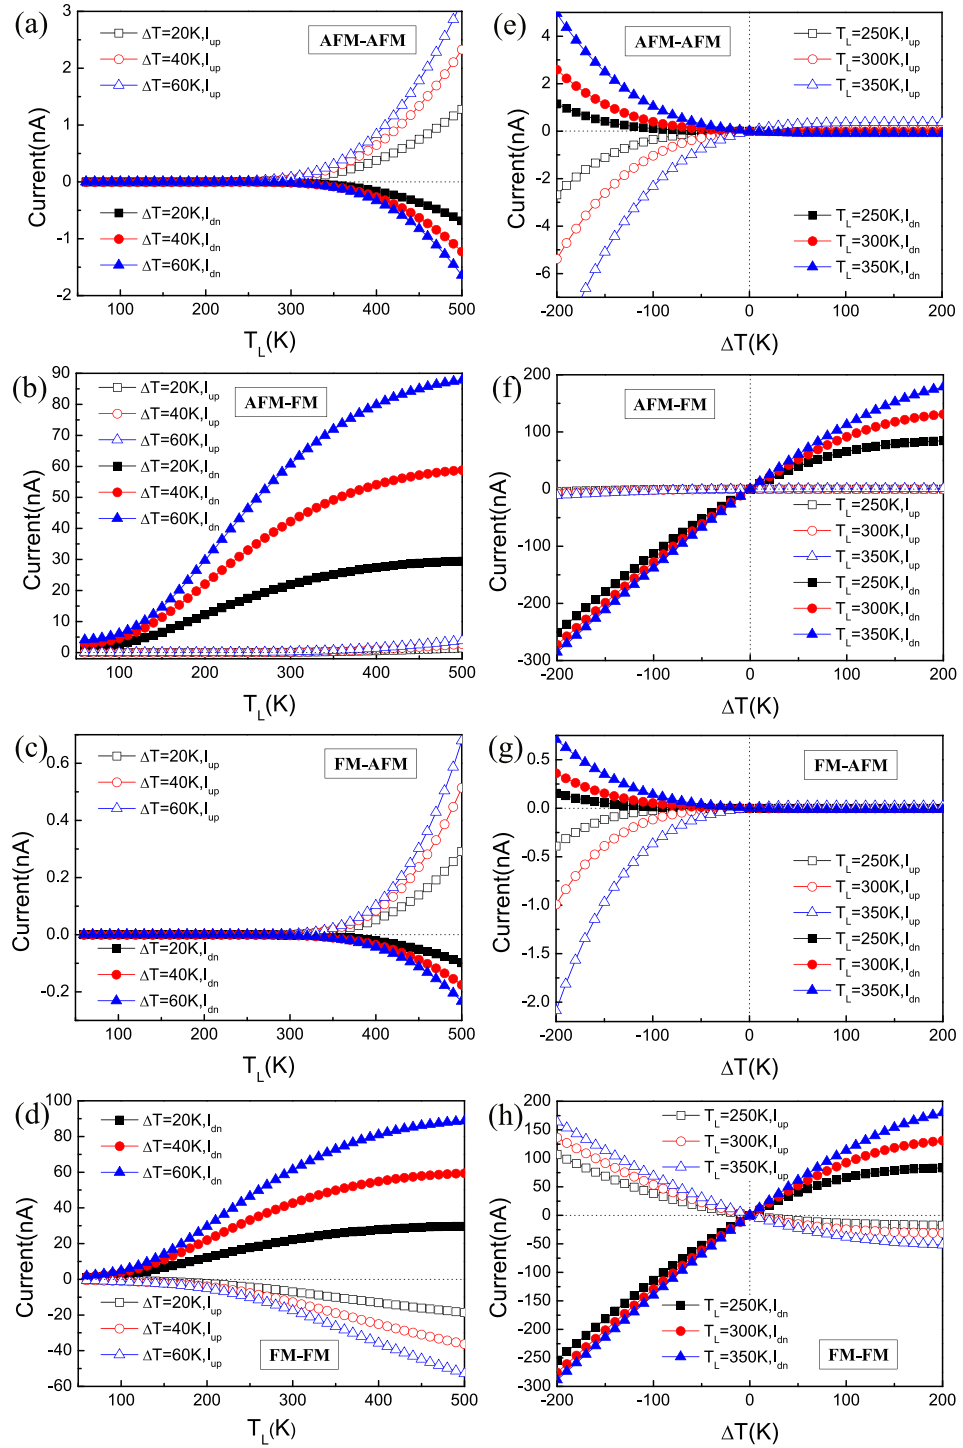 (a)
ΔT=20K,I_up
ΔT=40K,I_up
ΔT=60K,I_up
AFM-AFM
ΔT=20K,I_dn
ΔT=40K,I_dn
ΔT=60K,I_dn
3
2
1
0
-1
-2
Current(nA)
100 200 300 400 500
T_L(K)
(e)
AFM-AFM
T_L=250K,I_up
T_L=300K,I_up
T_L=350K,I_up
T_L=250K,I_dn
T_L=300K,I_dn
T_L=350K,I_dn
4
2
0
-2
-4
-6
Current(nA)
-200 -100 0 100 200
ΔT(K)
(b)
ΔT=20K,I_up
ΔT=40K,I_up
ΔT=60K,I_up
ΔT=20K,I_dn
ΔT=40K,I_dn
ΔT=60K,I_dn
AFM-FM
90
80
70
60
50
40
30
20
10
0
Current(nA)
100 200 300 400 500
T_L(K)
(f)
AFM-FM
T_L=250K,I_up
T_L=300K,I_up
T_L=350K,I_up
T_L=250K,I_dn
T_L=300K,I_dn
T_L=350K,I_dn
200
100
0
-100
-200
-300
Current(nA)
-200 -100 0 100 200
ΔT(K)
(c)
ΔT=20K,I_up
ΔT=40K,I_up
ΔT=60K,I_up
FM-AFM
ΔT=20K,I
ΔT=40K,I_dn
ΔT=60K,I_dn
0.6
0.4
0.2
0.0
-0.2
Current(nA)
100 200 300 400 500
T_L(K)
(g)
FM-AFM
T_L=250K,I_up
T_L=300K,I_up
T_L=350K,I_up
T_L=250K,I_dn
T_L=300K,I_dn
T_L=350K,I_dn
0.5
0.0
-0.5
-1.0
-1.5
-2.0
Current(nA)
-200 -100 0 100 200
ΔT(K)
(d)
ΔT=20K,I_dn
ΔT=40K,I_dn
ΔT=60K,I_dn
ΔT=20K,I_up
ΔT=40K,I_up
ΔT=60K,I_up
FM-FM
100
80
60
40
20
0
-20
-40
-60
Current(nA)
100 200 300 400 500
T_L(K)
(h)
T_L=250K,I_up
T_L=300K,I_up
T_L=350K,I_up
T_L=250K,I_dn
T_L=300K,I_dn
T_L=350K,I_dn
FM-FM
200
150
100
50
0
-50
-100
-150
-200
-250
-300
Current(nA)
-200 -100 0 100 200
ΔT(K)